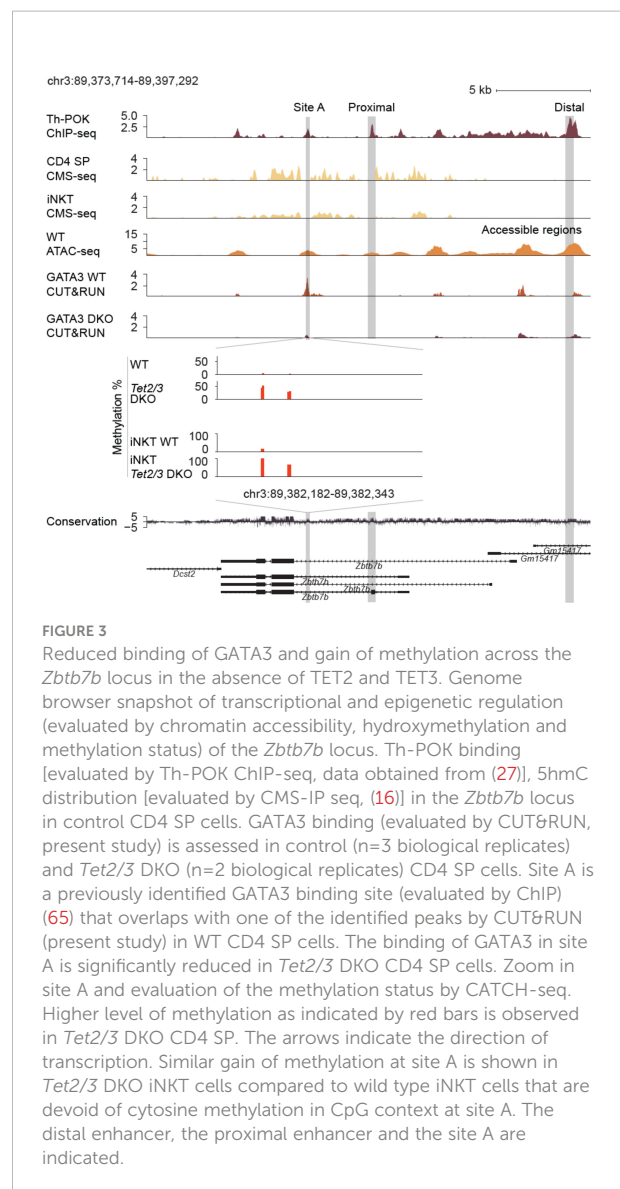 chr3:89,373,714-89,397,292
5 kb
Site A Proximal Distal
Th-POK
ChIP-seq
5.0
2.5
CD4 SP
CMS-seq
4
2
iNKT
CMS-seq
4
2
WT
ATAC-seq
15
5
Accessible regions
GATA3 WT
CUT&RUN
4
2
GATA3 DKO
CUT&RUN
4
2
Methylation %
WT
50
0
Tet2/3
DKO
50
0
iNKT WT
100
0
iNKT
Tet2/3 DKO
100
0
chr3:89,382,182-89,382,343
Conservation
5
−5
Gm15417
Gm15417
Dcst2
Zbtb7b
Zbtb7b
Zbtb7b
Zbtb7b
FIGURE 3
Reduced binding of GATA3 and gain of methylation across the
Zbtb7b locus in the absence of TET2 and TET3. Genome
browser snapshot of transcriptional and epigenetic regulation
(evaluated by chromatin accessibility, hydroxymethylation and
methylation status) of the Zbtb7b locus. Th-POK binding
[evaluated by Th-POK ChIP-seq, data obtained from (27)], 5hmC
distribution [evaluated by CMS-IP seq, (16)] in the Zbtb7b locus
in control CD4 SP cells. GATA3 binding (evaluated by CUT&RUN,
present study) is assessed in control (n=3 biological replicates)
and Tet2/3 DKO (n=2 biological replicates) CD4 SP cells. Site A is
a previously identified GATA3 binding site (evaluated by ChIP)
(65) that overlaps with one of the identified peaks by CUT&RUN
(present study) in WT CD4 SP cells. The binding of GATA3 in site
A is significantly reduced in Tet2/3 DKO CD4 SP cells. Zoom in
site A and evaluation of the methylation status by CATCH-seq.
Higher level of methylation as indicated by red bars is observed
in Tet2/3 DKO CD4 SP. The arrows indicate the direction of
transcription. Similar gain of methylation at site A is shown in
Tet2/3 DKO iNKT cells compared to wild type iNKT cells that are
devoid of cytosine methylation in CpG context at site A. The
distal enhancer, the proximal enhancer and the site A are
indicated.